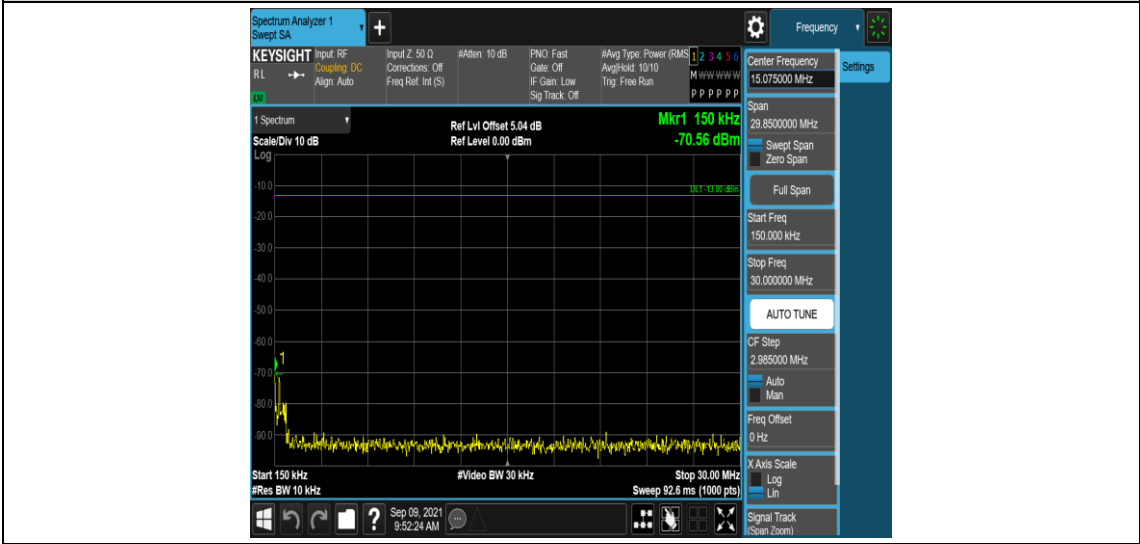 Spectrum Analyzer 1
Swept SA
+
Frequency
KEYSIGHT
Input: RF
Coupling: DC
Align: Auto
RL
LXI
Input Z: 50 Ω
Corrections: Off
Freq Ref: Int (S)
#Atten: 10 dB
PNO: Fast
Gate: Off
IF Gain: Low
Sig Track: Off
#Avg Type: Power (RMS
Avg|Hold: 10/10
Trig: Free Run
1 2 3 4 5 6
M W W W W W
P P P P P P
Settings
1 Spectrum
Scale/Div 10 dB
Log
Ref Lvl Offset 5.04 dB
Ref Level 0.00 dBm
Mkr1 150 kHz
-70.56 dBm
DL1 -13.00 dBm
-10.0
-20.0
-30.0
-40.0
-50.0
-60.0
1
-70.0
-80.0
-90.0
Start 150 kHz
#Video BW 30 kHz
Stop 30.00 MHz
#Res BW 10 kHz
Sweep 92.6 ms (1000 pts)
Center Frequency
15.075000 MHz
Span
29.8500000 MHz
Swept Span
Zero Span
Full Span
Start Freq
150.000 kHz
Stop Freq
30.000000 MHz
AUTO TUNE
CF Step
2.985000 MHz
Auto
Man
Freq Offset
0 Hz
X Axis Scale
Log
Lin
Signal Track
(Span Zoom)
?
Sep 09, 2021
9:52:24 AM